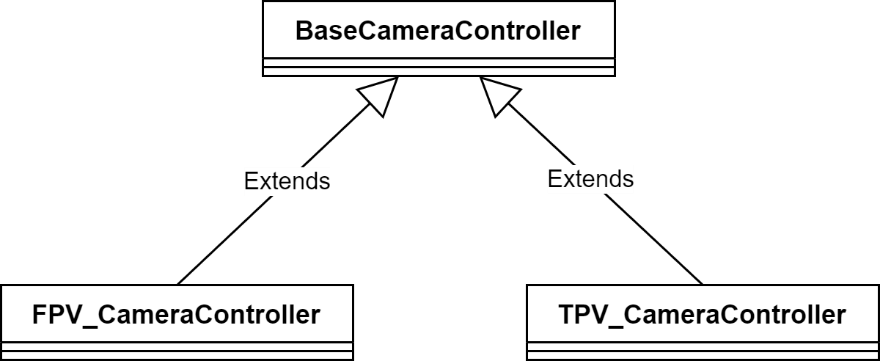 BaseCameraController
Extends
Extends
FPV_CameraController
TPV_CameraController